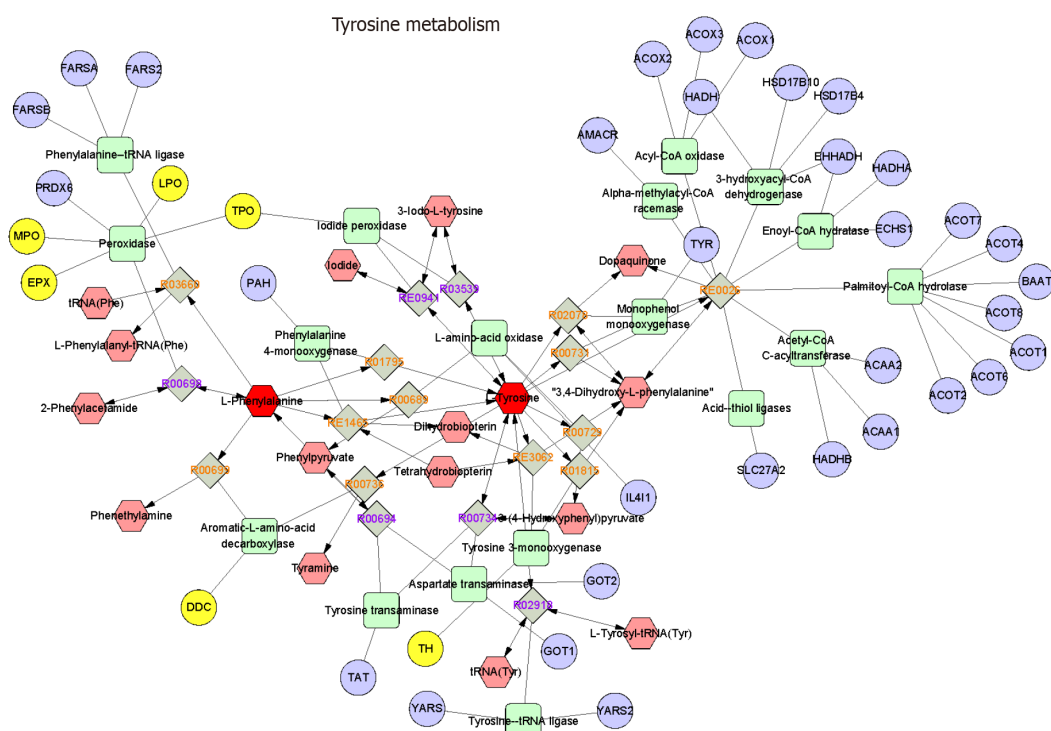 Tyrosine metabolism
ACOX3
ACOX1
ACOX2
FARSA
FARS2
HADH
HSD17B10
HSD17B4
FARSB
AMACR
Phenylalanine--tRNA ligase
Acyl-CoA oxidase
EHHADH
HADHA
3-hydroxyacyl-CoA
dehydrogenase
LPO
PRDX6
Alpha-methylacyl-CoA
racemase
TPO
3-Iodo-L-tyrosine
Iodide peroxidase
Enoyl-CoA hydratase
ECHS1
ACOT7
MPO
Peroxidase
TYR
ACOT4
Iodide
Dopaquinone
EPX
PAH
R03660
RE0941
R03539
RE0026
Palmitoyl-CoA hydrolase
BAAT
tRNA(Phe)
ACOT8
R02078
Monophenol
monooxygenase
Phenylalanine
4-monooxygenase
L-amino-acid oxidase
L-Phenylalanyl-tRNA(Phe)
Acetyl-CoA
C-acyltransferase
ACOT1
R01795
R00731
ACAA2
ACOT6
R00698
2-Phenylacetamide
L-Phenylalanine
R00689
Tyrosine
"3,4-Dihydroxy-L-phenylalanine"
ACOT2
Acid--thiol ligases
RE1465
Dihydrobiopterin
R00729
ACAA1
Phenylpyruvate
RE3062
HADHB
R00699
Tetrahydrobiopterin
R00736
R01815
SLC27A2
IL4I1
Phenethylamine
R00694
R00734
3-(4-Hydroxyphenyl)pyruvate
Aromatic-L-amino-acid
decarboxylase
Tyrosine 3-monooxygenase
Tyramine
Aspartate transaminase
GOT2
DDC
Tyrosine transaminase
R02918
L-Tyrosyl-tRNA(Tyr)
TH
GOT1
TAT
tRNA(Tyr)
YARS
YARS2
Tyrosine--tRNA ligase